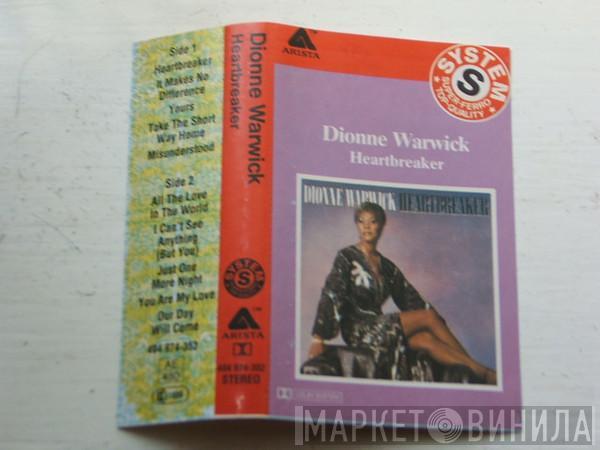 Side 1
Heartbreaker
It Makes No
Difference
Yours
Take The Short
Way Home
Misunderstood
Side 2
All The Love
In The World
I Can't See
Anything
(But You)
Just One
More Night
You Are My Love
Our Day
Will Come
404 874-352
Dionne Warwick
Heartbreaker
SYSTEM
S
ARISTA
404 874-352
STEREO
ARISTA
SYSTEM
S
SUPER-FERRO
TOP-QUALITY
Dionne Warwick
Heartbreaker
DIONNE WARWICK HEARTBREAKER
МАРКЕТ ВИНИЛА